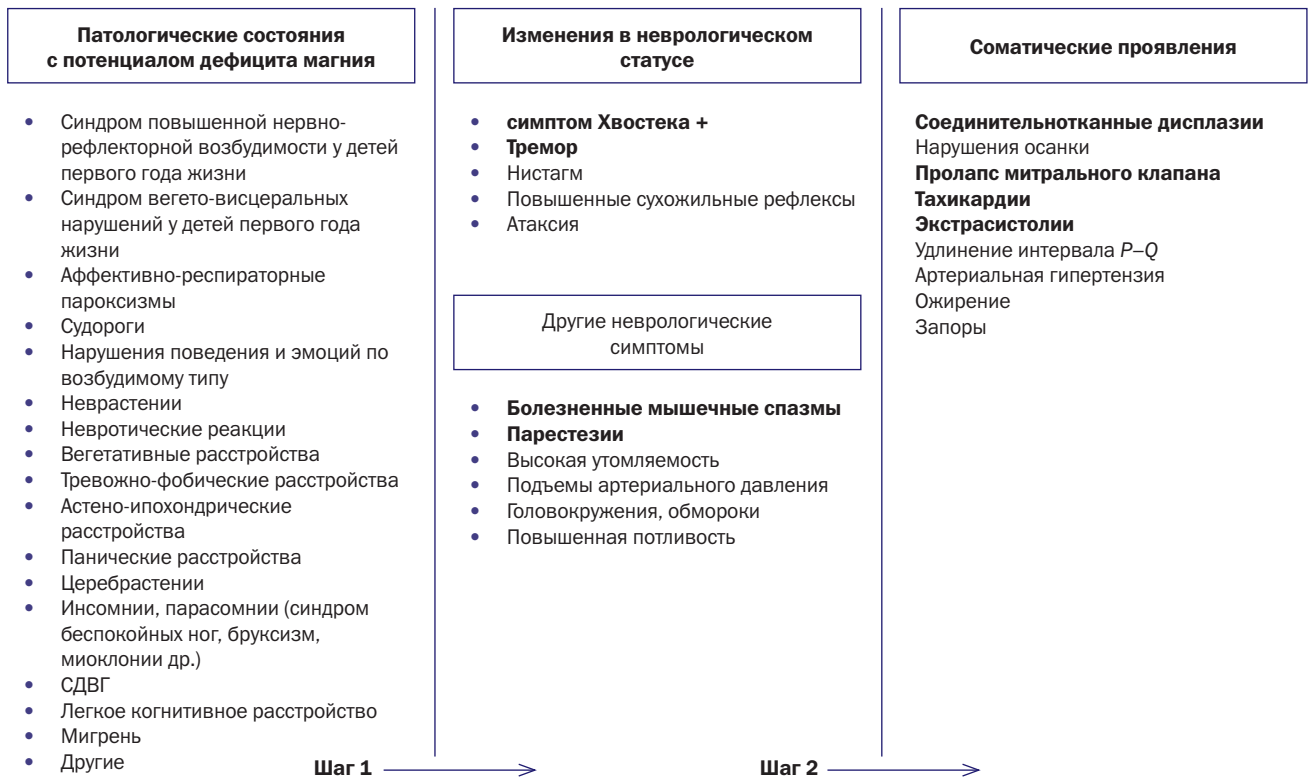 Патологические состояния
с потенциалом дефицита магния
• Синдром повышенной нервно-
рефлекторной возбудимости у детей
первого года жизни
• Синдром вегето-висцеральных
нарушений у детей первого года
жизни
• Аффективно-респираторные
пароксизмы
• Судороги
• Нарушения поведения и эмоций по
возбудимому типу
• Неврастении
• Невротические реакции
• Вегетативные расстройства
• Тревожно-фобические расстройства
• Астено-ипохондрические
расстройства
• Панические расстройства
• Церебрастении
• Инсомнии, парасомнии (синдром
беспокойных ног, бруксизм,
миоклонии др.)
• СДВГ
• Легкое когнитивное расстройство
• Мигрень
• Другие
Шаг 1
Изменения в неврологическом
статусе
• симптом Хвостека +
• Тремор
• Нистагм
• Повышенные сухожильные рефлексы
• Атаксия
Другие неврологические
симптомы
• Болезненные мышечные спазмы
• Парестезии
• Высокая утомляемость
• Подъемы артериального давления
• Головокружения, обмороки
• Повышенная потливость
Шаг 2
Соматические проявления
Соединительнотканные дисплазии
Нарушения осанки
Пролапс митрального клапана
Тахикардии
Экстрасистолии
Удлинение интервала P–Q
Артериальная гипертензия
Ожирение
Запоры